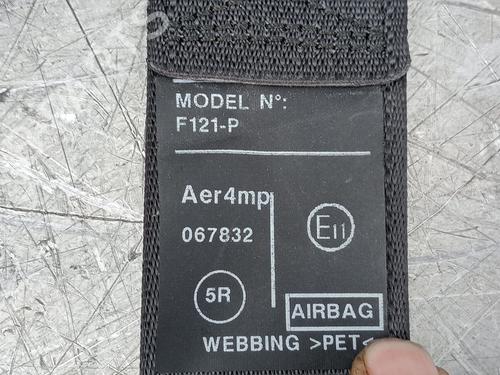 MODEL N°:
F121-P
Aer4mp
067832
E11
5R
AIRBAG
WEBBING >PET<